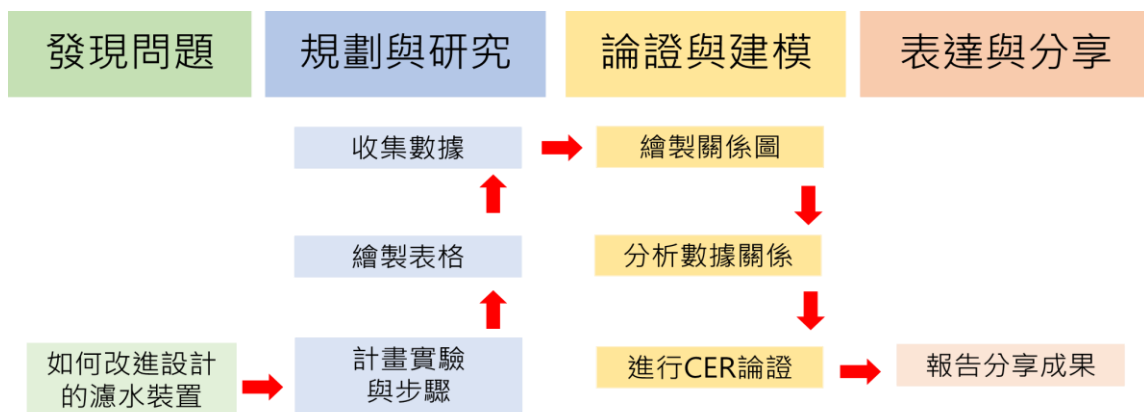 發現問題
規劃與研究
論證與建模
表達與分享
收集數據
繪製關係圖
繪製表格
分析數據關係
如何改進設計
的濾水裝置
計畫實驗
與步驟
進行CER論證
報告分享成果